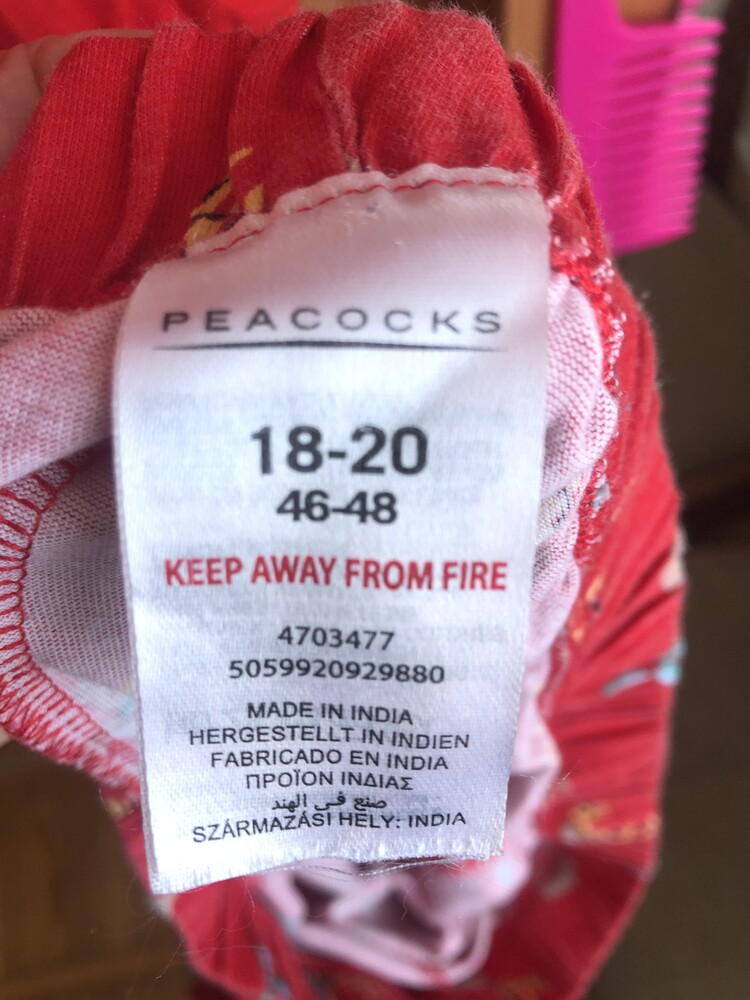 PEACOCKS
18-20
46-48
KEEP AWAY FROM FIRE
4703477
5059920929880
MADE IN INDIA
HERGESTELLT IN INDIEN
FABRICADO EN INDIA
ΠΡΟΪΟΝ ΙΝΔΙΑΣ
صنع في الهند
SZÁRMAZÁSI HELY: INDIA